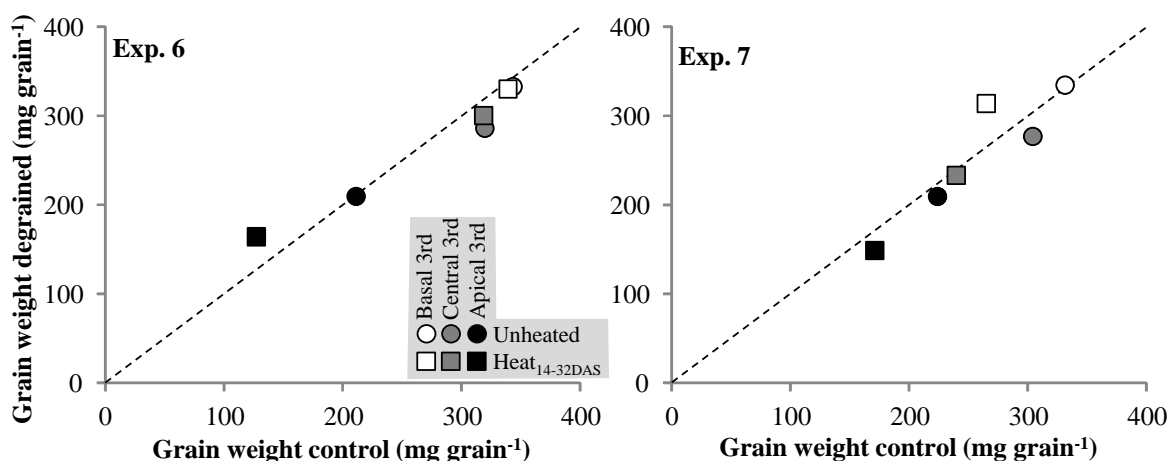 Exp. 6
Exp. 7
Grain weight degrained (mg grain⁻¹)
400
300
200
100
0
400
300
200
100
0
Basal 3rd
Central 3rd
Apical 3rd
Unheated
Heat14-32DAS
0 100 200 300 400
0 100 200 300 400
Grain weight control (mg grain⁻¹)
Grain weight control (mg grain⁻¹)